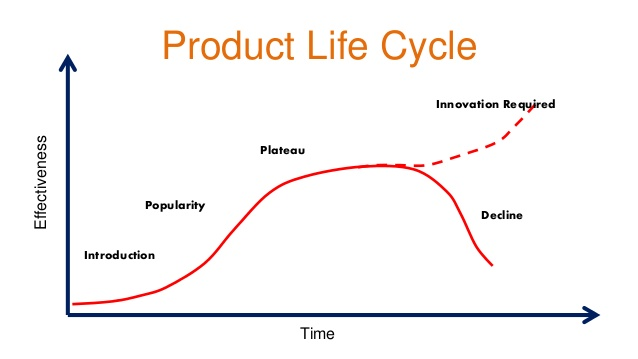 Product Life Cycle
Innovation Required
Plateau
Effectiveness
Popularity
Decline
Introduction
Time